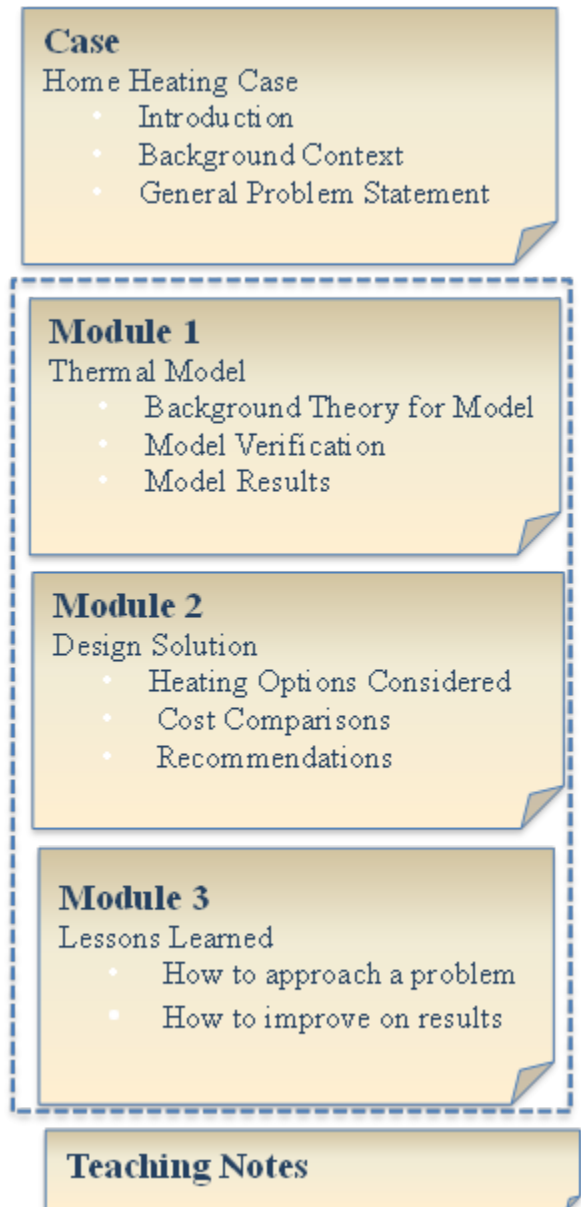 Case
Home Heating Case
• Introduction
• Background Context
• General Problem Statement
Module 1
Thermal Model
• Background Theory for Model
• Model Verification
• Model Results
Module 2
Design Solution
• Heating Options Considered
• Cost Comparisons
• Recommendations
Module 3
Lessons Learned
• How to approach a problem
• How to improve on results
Teaching Notes